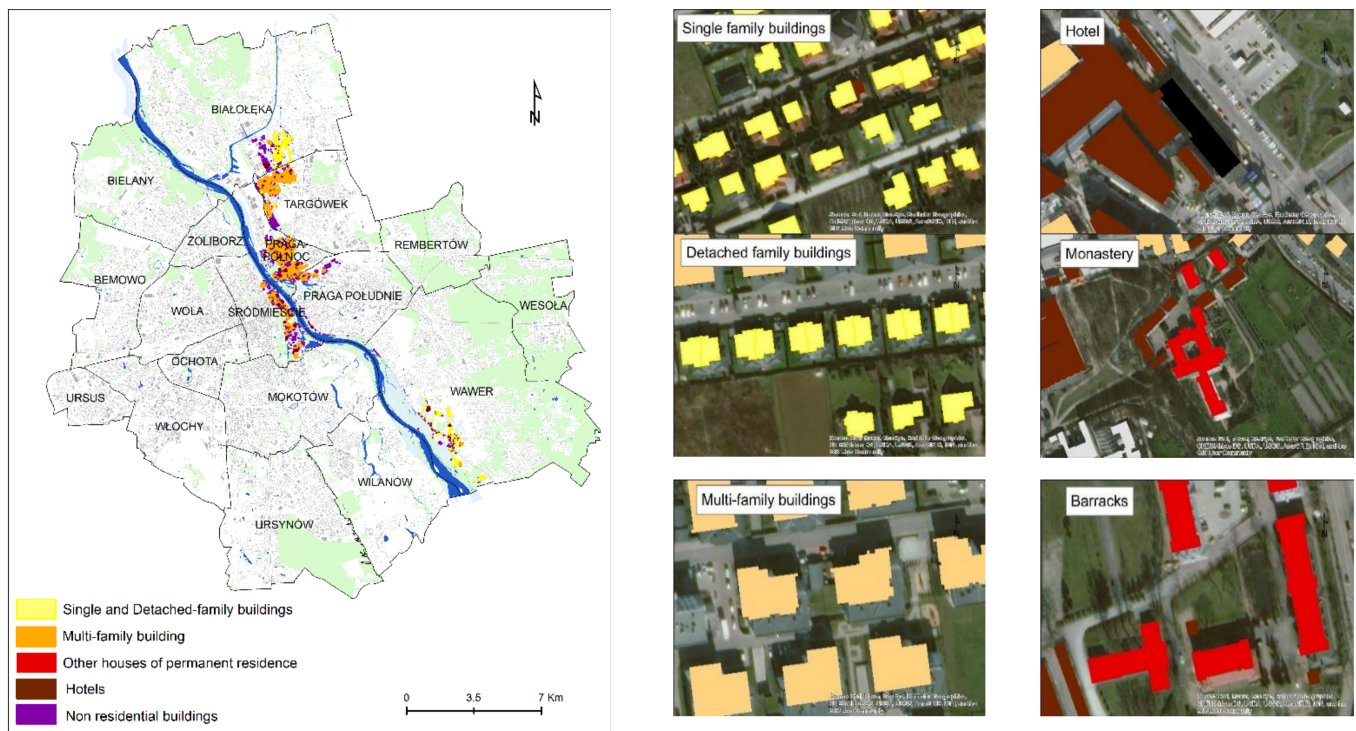 BIAŁOŁĘKA
BIELANY
TARGÓWEK
ŻOLIBORZ
PRAGA-
PÓŁNOC
REMBERTÓW
BEMOWO
PRAGA POŁUDNIE
WESOŁA
WOLA
ŚRÓDMIEŚCIE
OCHOTA
WAWER
URSUS
MOKOTÓW
WŁOCHY
WILANÓW
URSYNÓW
N
Single and Detached-family buildings
Multi-family building
Other houses of permanent residence
Hotels
Non residential buildings
0 3.5 7 Km
Single family buildings
Detached family buildings
Multi-family buildings
Hotel
Monastery
Barracks